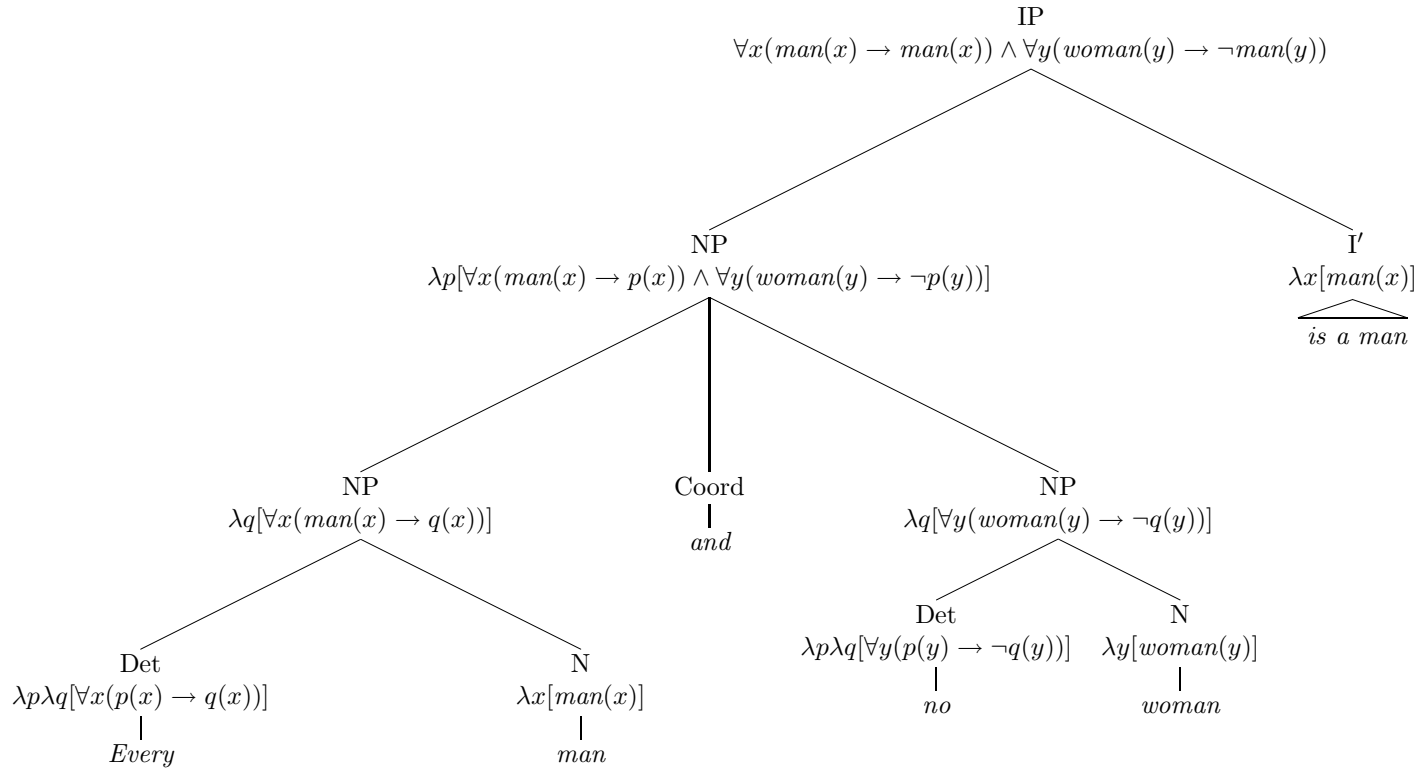 IP
∀x(man(x) → man(x)) ∧ ∀y(woman(y) → ¬man(y))
NP
λp[∀x(man(x) → p(x)) ∧ ∀y(woman(y) → ¬p(y))]
I′
λx[man(x)]
is a man
NP
λq[∀x(man(x) → q(x))]
Coord
and
NP
λq[∀y(woman(y) → ¬q(y))]
Det
λpλq[∀x(p(x) → q(x))]
Every
N
λx[man(x)]
man
Det
λpλq[∀y(p(y) → ¬q(y))]
no
N
λy[woman(y)]
woman